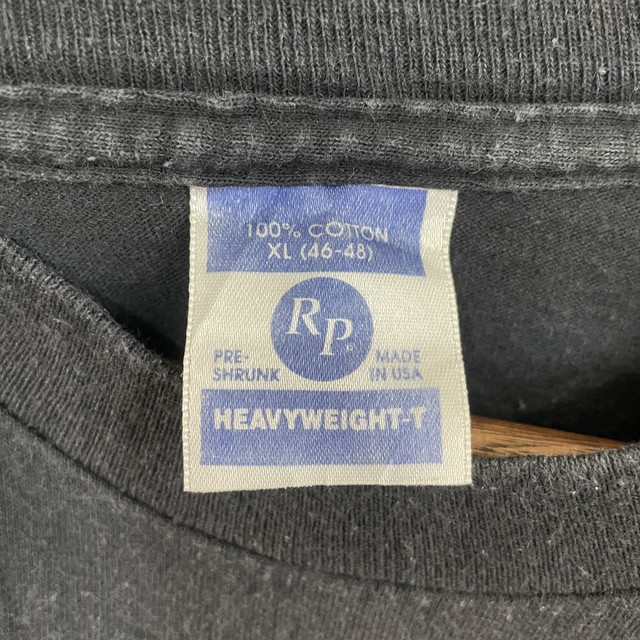 100% COTTON
XL (46-48)
RP
PRE-
SHRUNK
MADE
IN USA
HEAVYWEIGHT-T